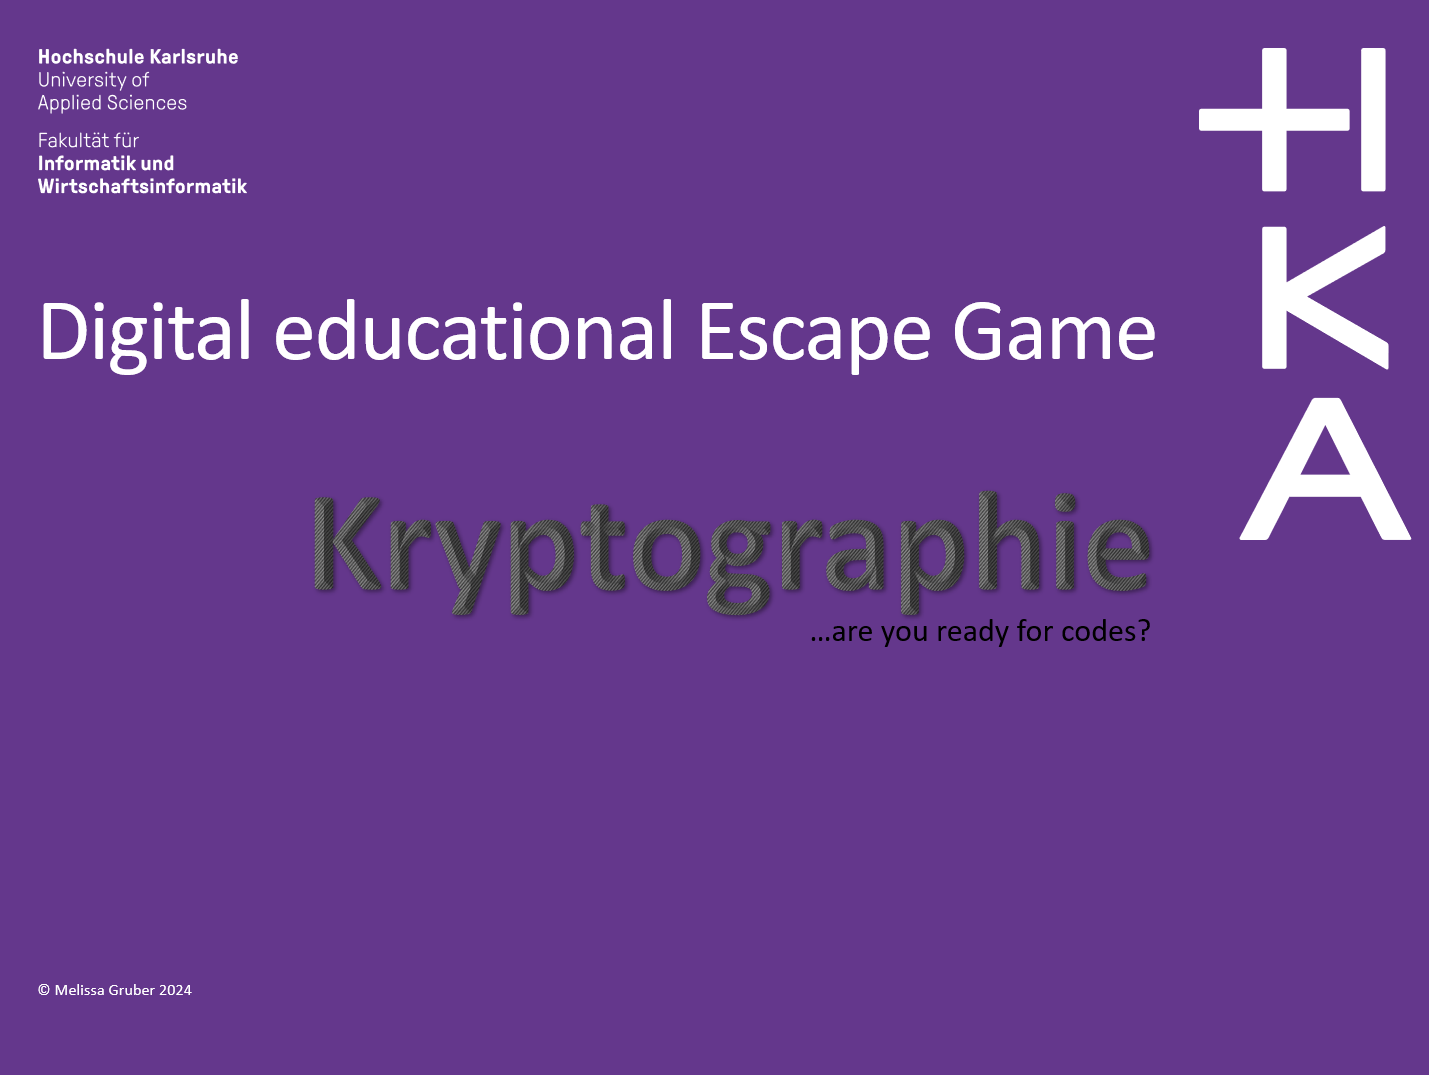 Hochschule Karlsruhe
University of
Applied Sciences
Fakultät für
Informatik und
Wirtschaftsinformatik
HKA
Digital educational Escape Game
Kryptographie
...are you ready for codes?
© Melissa Gruber 2024